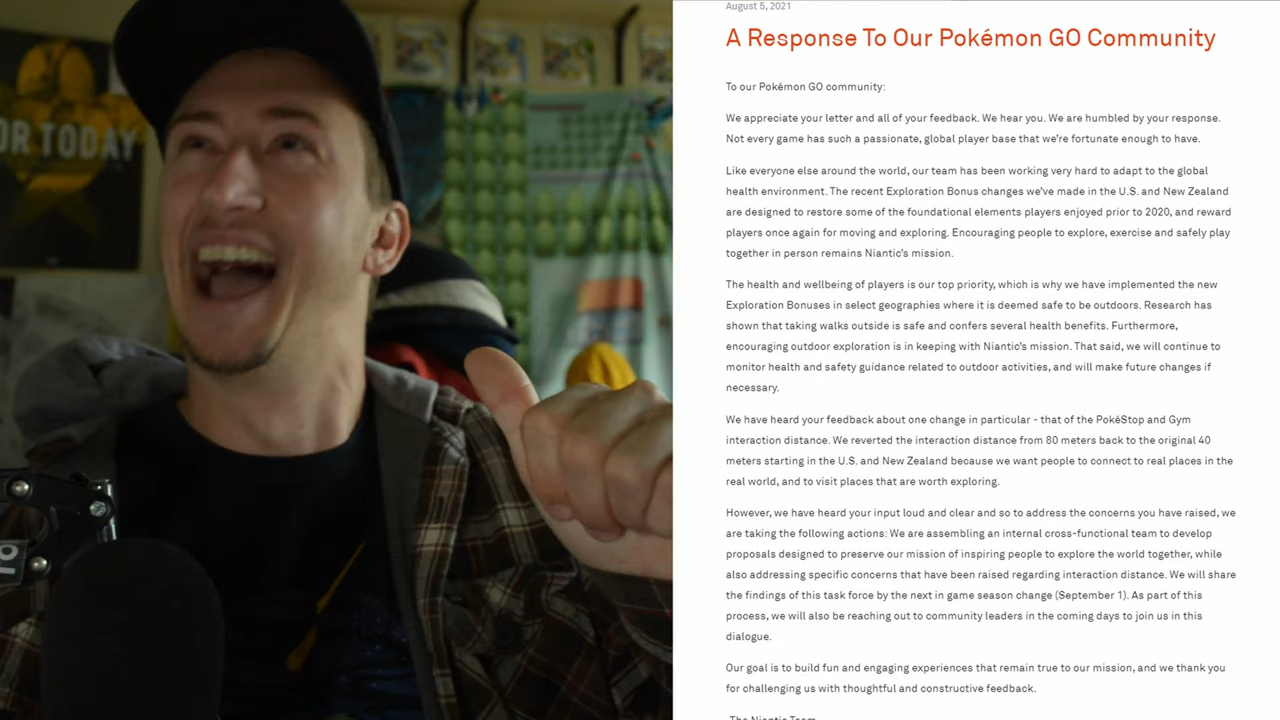 August 5, 2021
A Response To Our Pokémon GO Community
To our Pokémon GO community:
We appreciate your letter and all of your feedback. We hear you. We are humbled by your response.
Not every game has such a passionate, global player base that we're fortunate enough to have.
Like everyone else around the world, our team has been working very hard to adapt to the global
health environment. The recent Exploration Bonus changes we've made in the U.S. and New Zealand
are designed to restore some of the foundational elements players enjoyed prior to 2020, and reward
players once again for moving and exploring. Encouraging people to explore, exercise and safely play
together in person remains Niantic's mission.
The health and wellbeing of players is our top priority, which is why we have implemented the new
Exploration Bonuses in select geographies where it is deemed safe to be outdoors. Research has
shown that taking walks outside is safe and confers several health benefits. Furthermore,
encouraging outdoor exploration is in keeping with Niantic's mission. That said, we will continue to
monitor health and safety guidance related to outdoor activities, and will make future changes if
necessary.
We have heard your feedback about one change in particular - that of the PokéStop and Gym
interaction distance. We reverted the interaction distance from 80 meters back to the original 40
meters starting in the U.S. and New Zealand because we want people to connect to real places in the
real world, and to visit places that are worth exploring.
However, we have heard your input loud and clear and so to address the concerns you have raised, we
are taking the following actions: We are assembling an internal cross-functional team to develop
proposals designed to preserve our mission of inspiring people to explore the world together, while
also addressing specific concerns that have been raised regarding interaction distance. We will share
the findings of this task force by the next in game season change (September 1). As part of this
process, we will also be reaching out to community leaders in the coming days to join us in this
dialogue.
Our goal is to build fun and engaging experiences that remain true to our mission, and we thank you
for challenging us with thoughtful and constructive feedback.
-The Niantic Team
OR TODAY